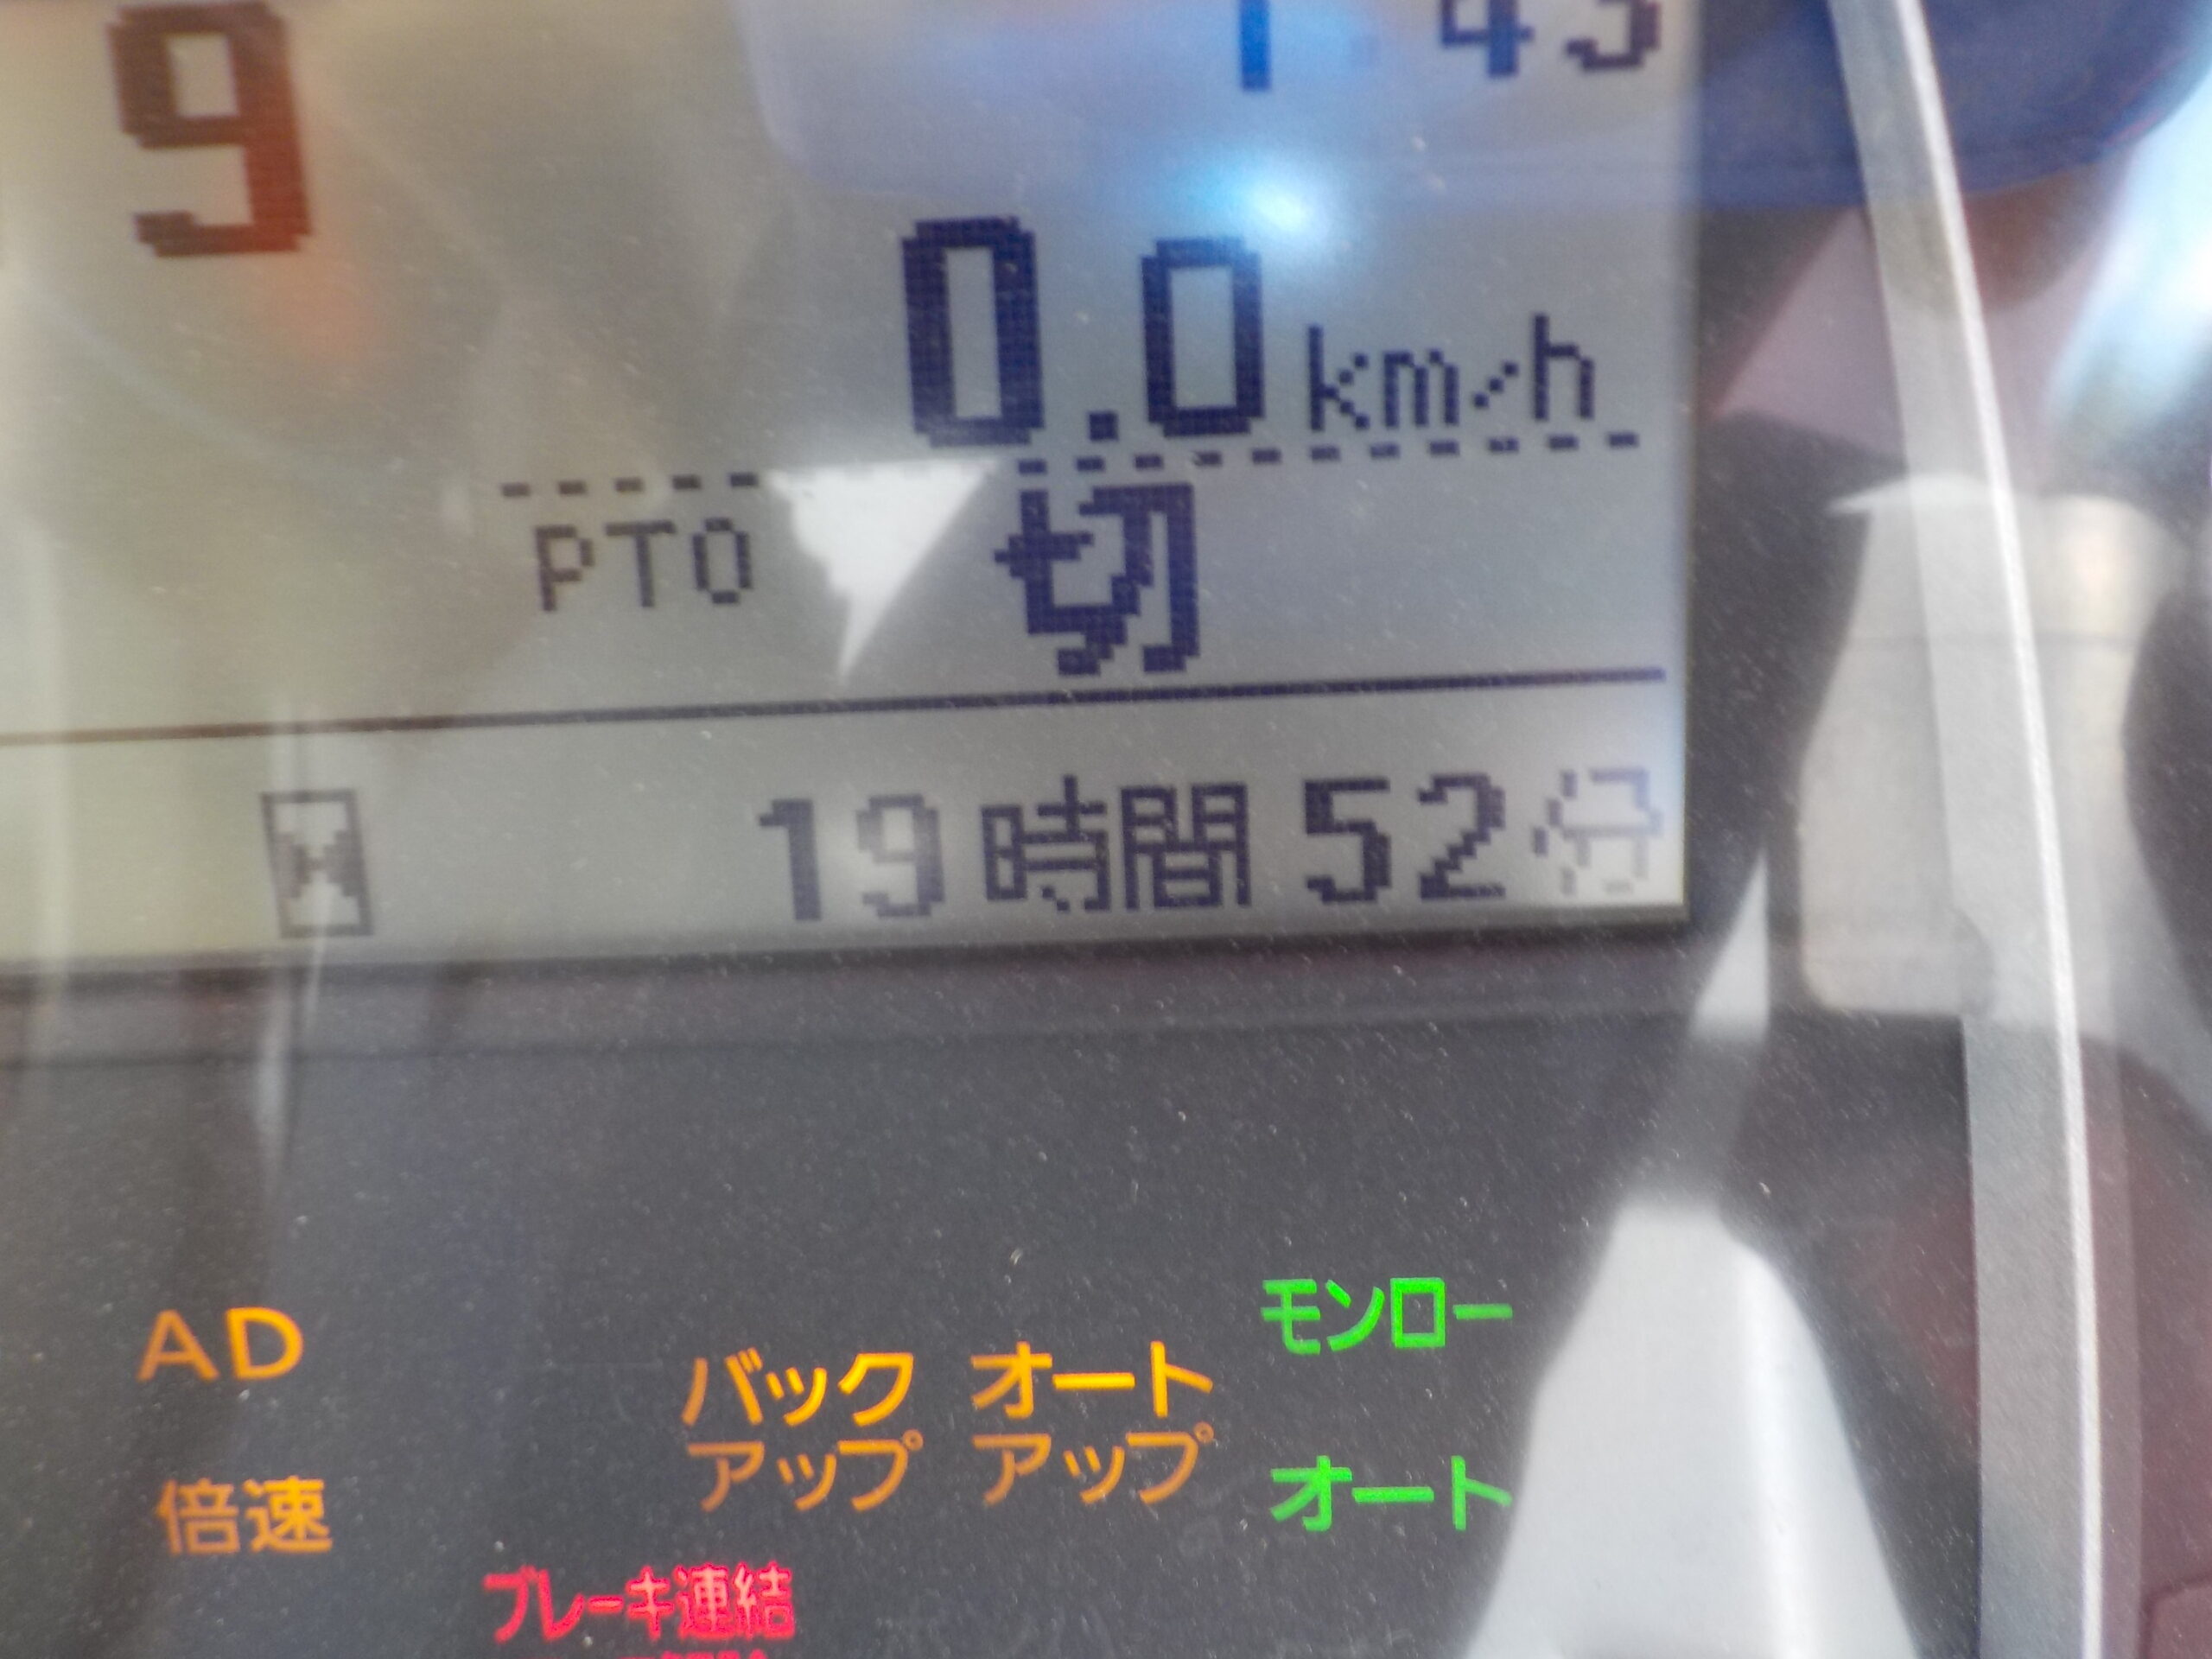 9
0.0km/h
PTO 切
19時間52分
モンロー
AD
バック オート
アップ アップ
オート
倍速
ブレーキ連結